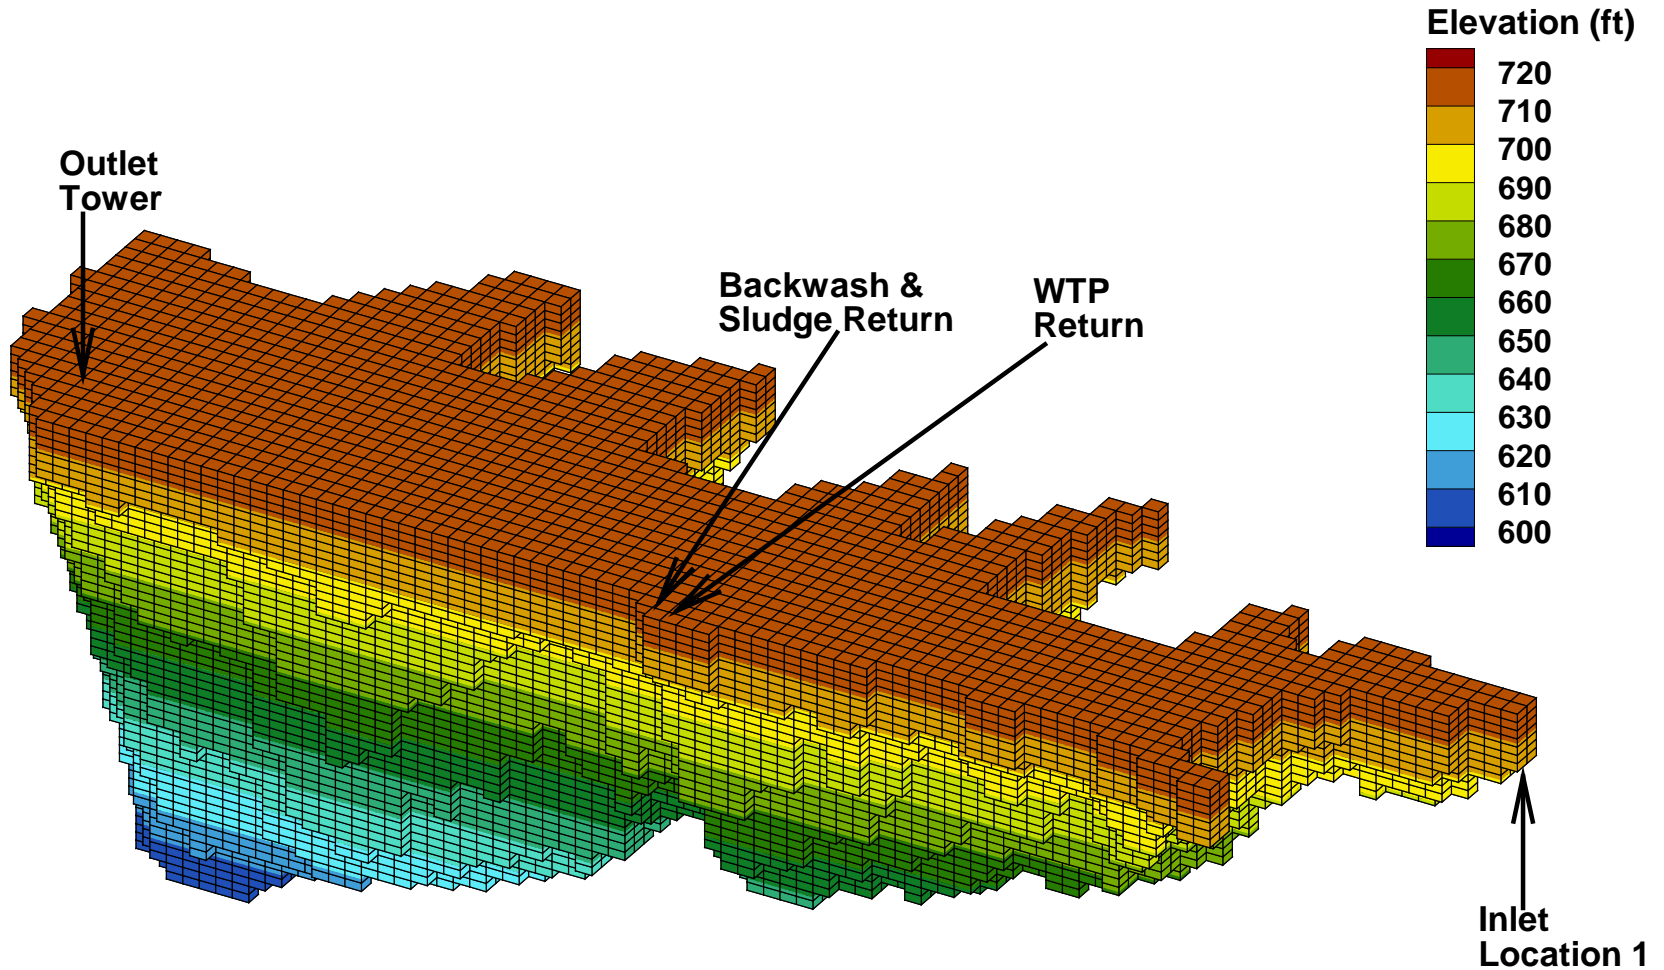 Elevation (ft)
720
710
700
690
680
670
660
650
640
630
620
610
600
Outlet
Tower
Backwash &
Sludge Return
WTP
Return
Inlet
Location 1